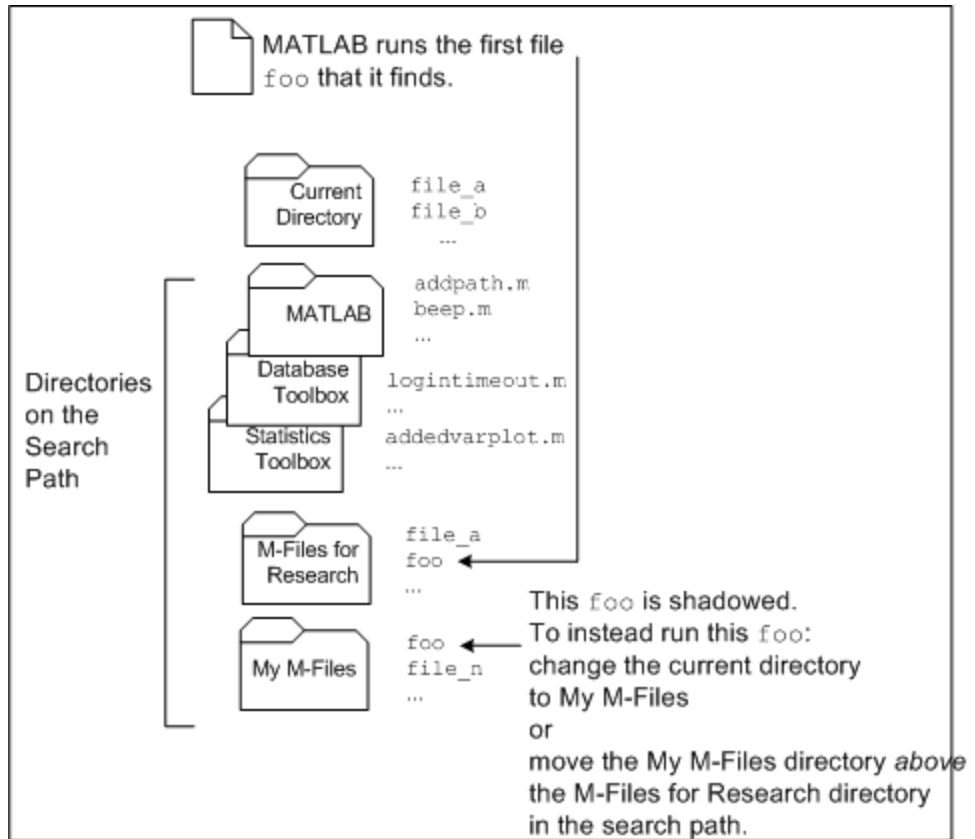 MATLAB runs the first file
foo that it finds.
Current
Directory
file_a
file_b
...
Directories
on the
Search
Path
MATLAB
addpath.m
beep.m
...
Database
Toolbox
logintimeout.m
...
Statistics
Toolbox
addedvarplot.m
...
M-Files for
Research
file_a
foo
...
My M-Files
foo
file_n
...
This foo is shadowed.
To instead run this foo:
change the current directory
to My M-Files
or
move the My M-Files directory above
the M-Files for Research directory
in the search path.